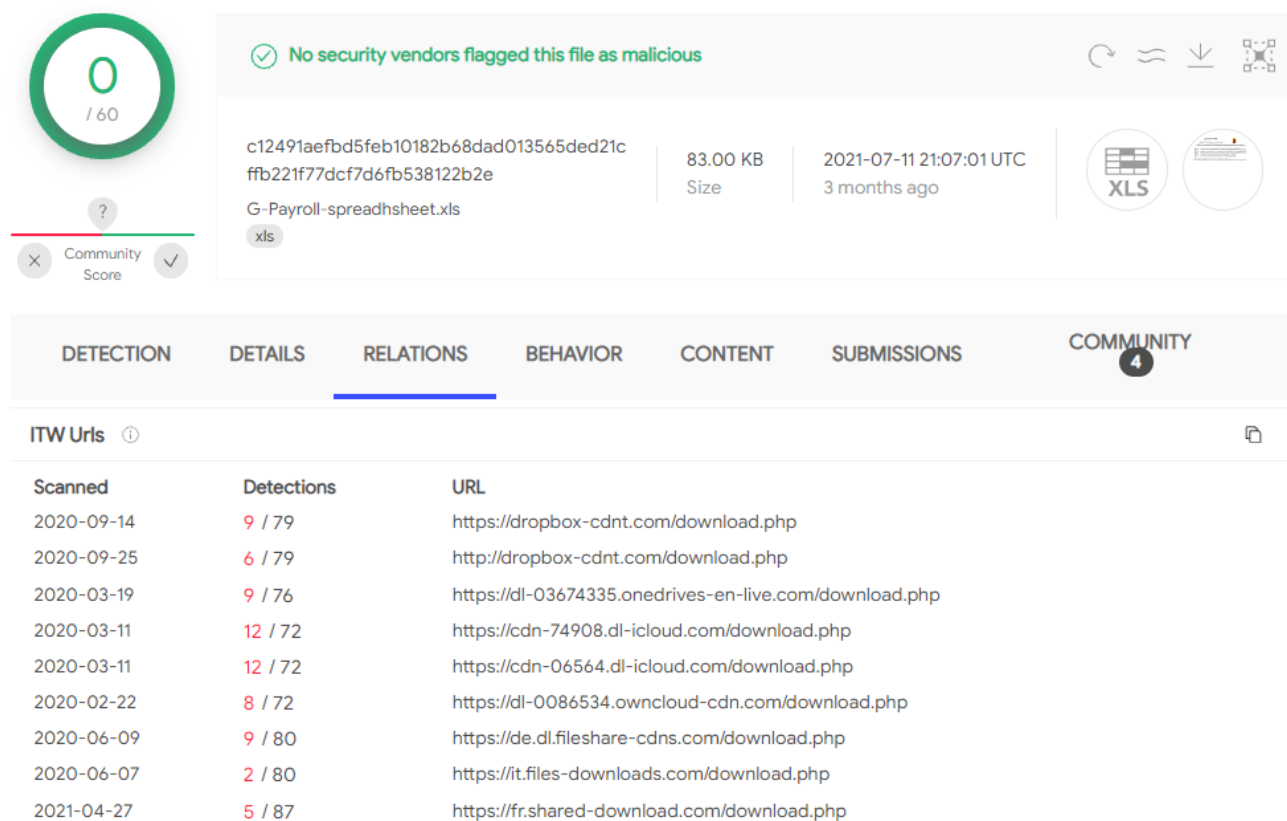 0
/ 60
?
Community
Score
No security vendors flagged this file as malicious
c12491aefbd5feb10182b68dad013565ded21c
ffb221f77dcf7d6fb538122b2e
G-Payroll-spreadhsheet.xls
xls
83.00 KB
Size
2021-07-11 21:07:01 UTC
3 months ago
XLS
DETECTION DETAILS RELATIONS BEHAVIOR CONTENT SUBMISSIONS COMMUNITY
4
ITW Urls
Scanned Detections URL
2020-09-14 9 / 79 https://dropbox-cdnt.com/download.php
2020-09-25 6 / 79 http://dropbox-cdnt.com/download.php
2020-03-19 9 / 76 https://dl-03674335.onedrives-en-live.com/download.php
2020-03-11 12 / 72 https://cdn-74908.dl-icloud.com/download.php
2020-03-11 12 / 72 https://cdn-06564.dl-icloud.com/download.php
2020-02-22 8 / 72 https://dl-0086534.owncloud-cdn.com/download.php
2020-06-09 9 / 80 https://de.dl.fileshare-cdns.com/download.php
2020-06-07 2 / 80 https://it.files-downloads.com/download.php
2021-04-27 5 / 87 https://fr.shared-download.com/download.php